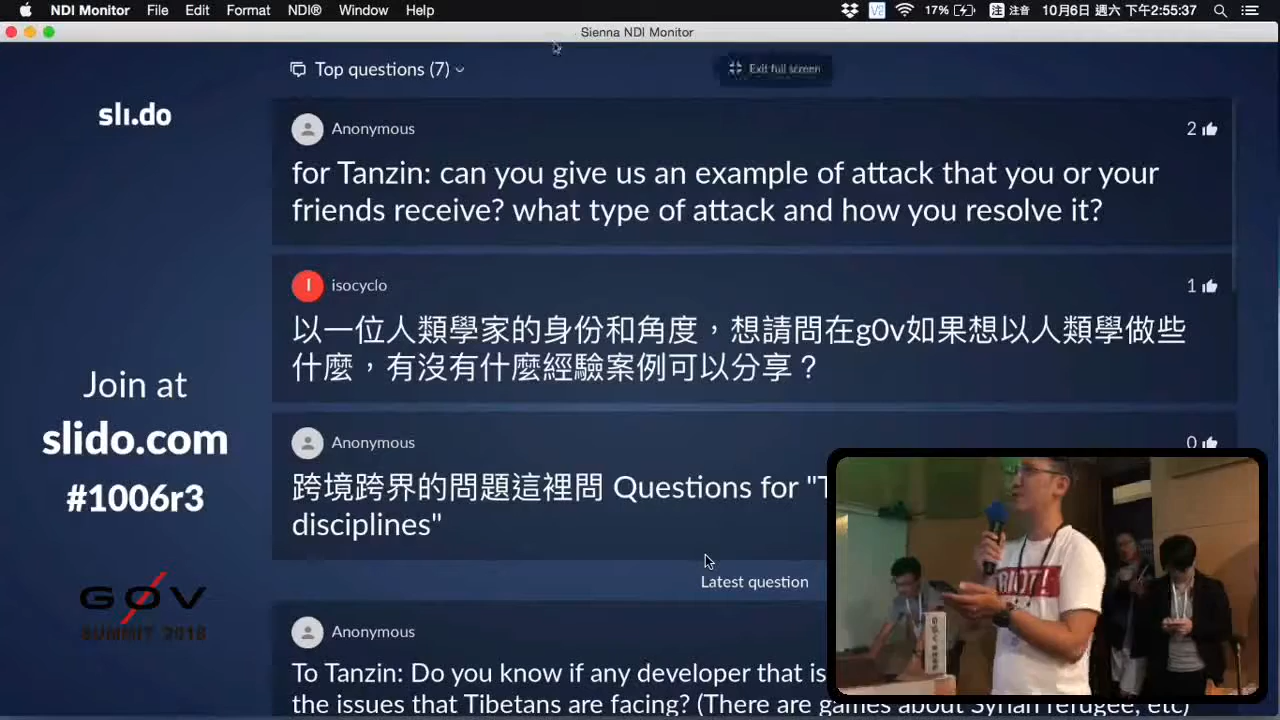 NDI Monitor File Edit Format NDI® Window Help V2 17% 注 注音 10月6日 週六 下午2:55:37
Sienna NDI Monitor
Top questions (7)
Exit full screen
sli.do
Anonymous 2
for Tanzin: can you give us an example of attack that you or your
friends receive? what type of attack and how you resolve it?
I isocyclo 1
以一位人類學家的身份和角度，想請問在g0v如果想以人類學做些
什麼，有沒有什麼經驗案例可以分享？
Join at
slido.com
#1006r3
Anonymous 0
跨境跨界的問題這裡問 Questions for "T
disciplines"
Latest question
G0V
SUMMIT 2018
Anonymous
To Tanzin: Do you know if any developer that is
the issues that Tibetans are facing? (There are games about Syrian refugee, etc)